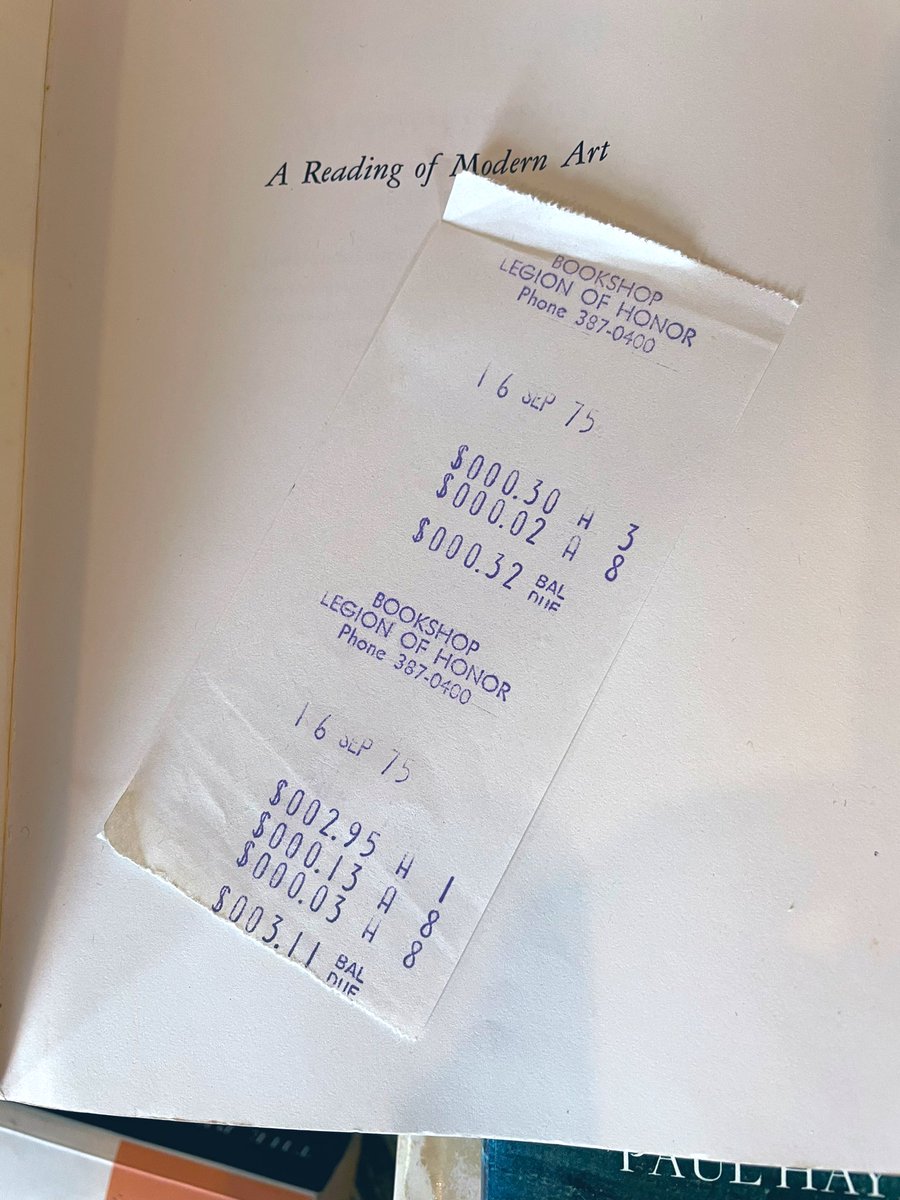 A Reading of Modern Art
BOOKSHOP
LEGION OF HONOR
Phone 387-0400
16 SEP 75
$000.30 A 3
$000.02 A 8
$000.32 BAL DUE
BOOKSHOP
LEGION OF HONOR
Phone 387-0400
16 SEP 75
$002.95 A 1
$000.13 A 8
$000.03 A 8
$003.11 BAL DUE
PAUL HAY